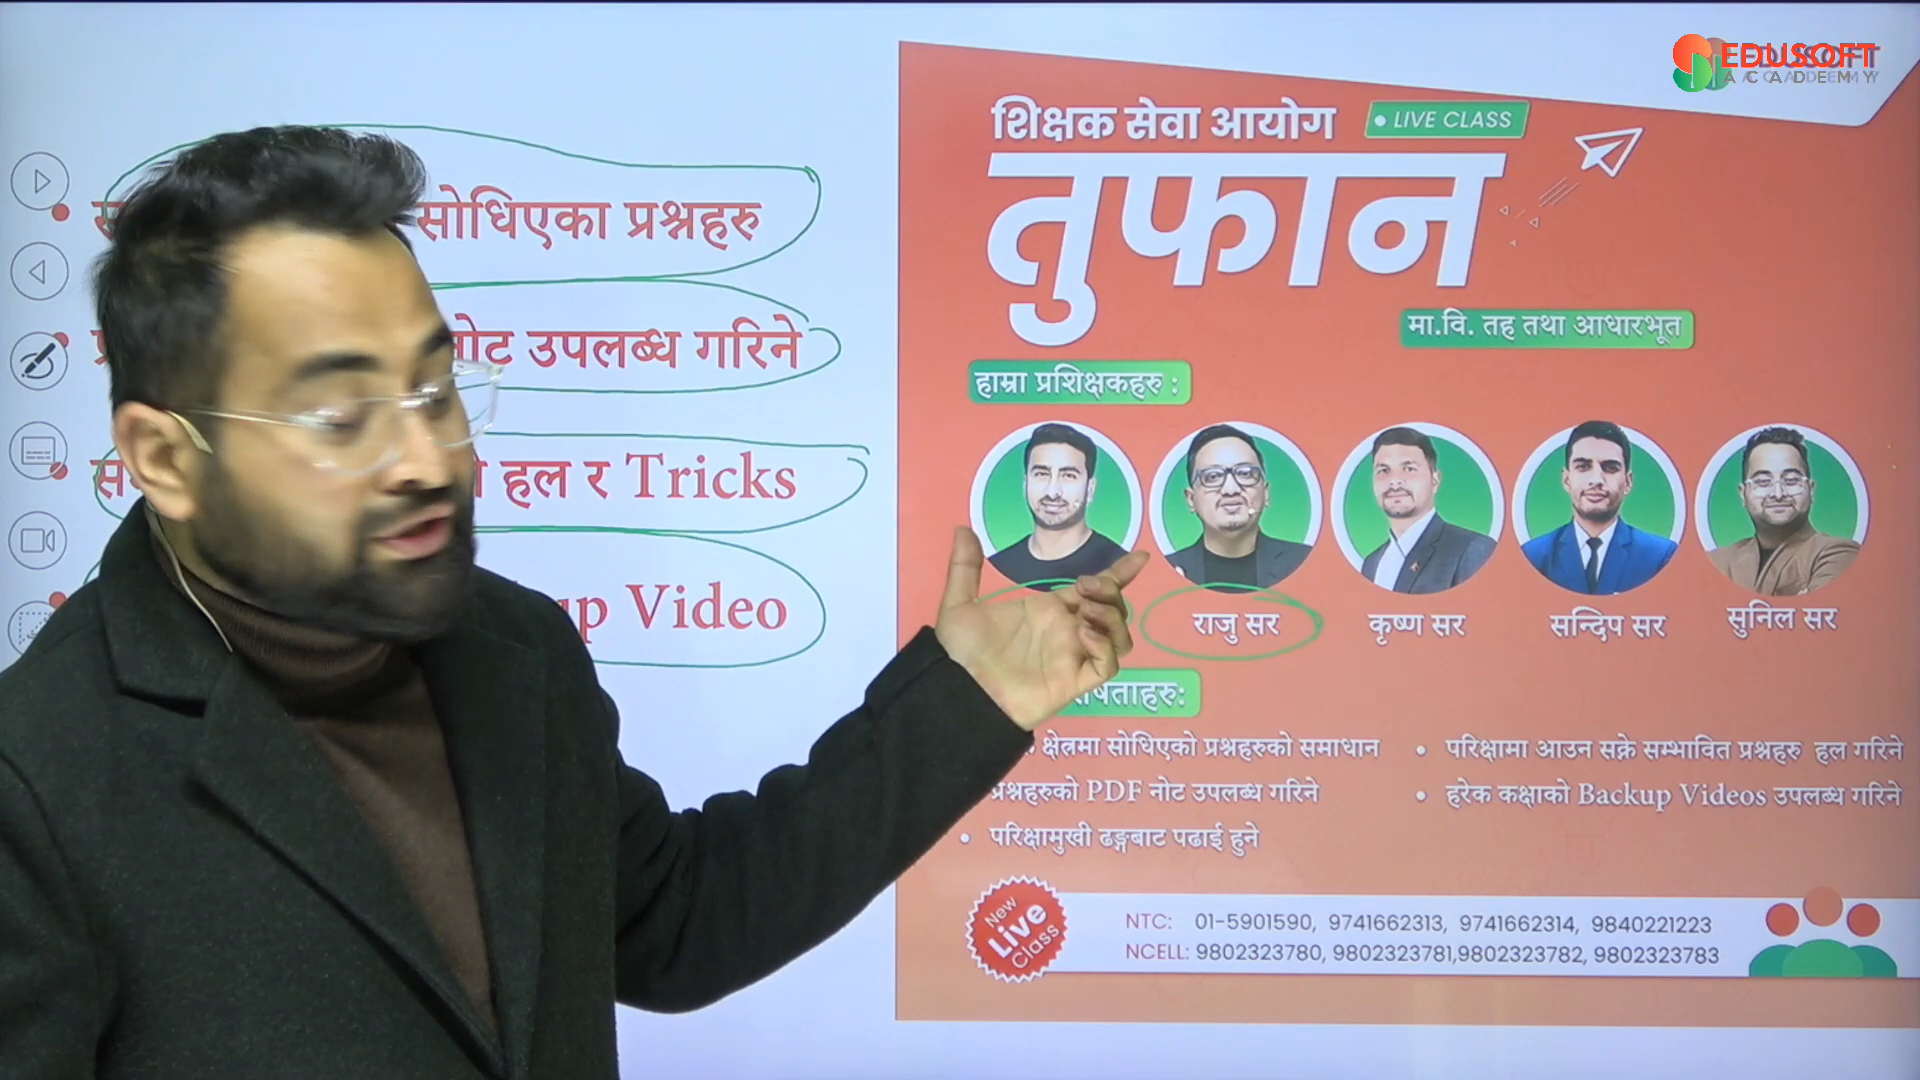 EDUSOFT
ACADEMY
सोधिएका प्रश्नहरु
नोट उपलब्ध गरिने
हल र Tricks
Video
शिक्षक सेवा आयोग
LIVE CLASS
तुफान
मा.वि. तह तथा आधारभूत
हाम्रा प्रशिक्षकहरु :
राजु सर
कृष्ण सर
सन्दिप सर
सुनिल सर
क्षेत्रमा सोधिएको प्रश्नहरुको समाधान
प्रश्नहरुको PDF नोट उपलब्ध गरिने
• परिक्षामुखी ढङ्गबाट पढाई हुने
• परिक्षामा आउन सक्ने सम्भावित प्रश्नहरु हल गरिने
• हरेक कक्षाको Backup Videos उपलब्ध गरिने
New
Live
Class
NTC: 01-5901590, 9741662313, 9741662314, 9840221223
NCELL: 9802323780, 9802323781,9802323782, 9802323783